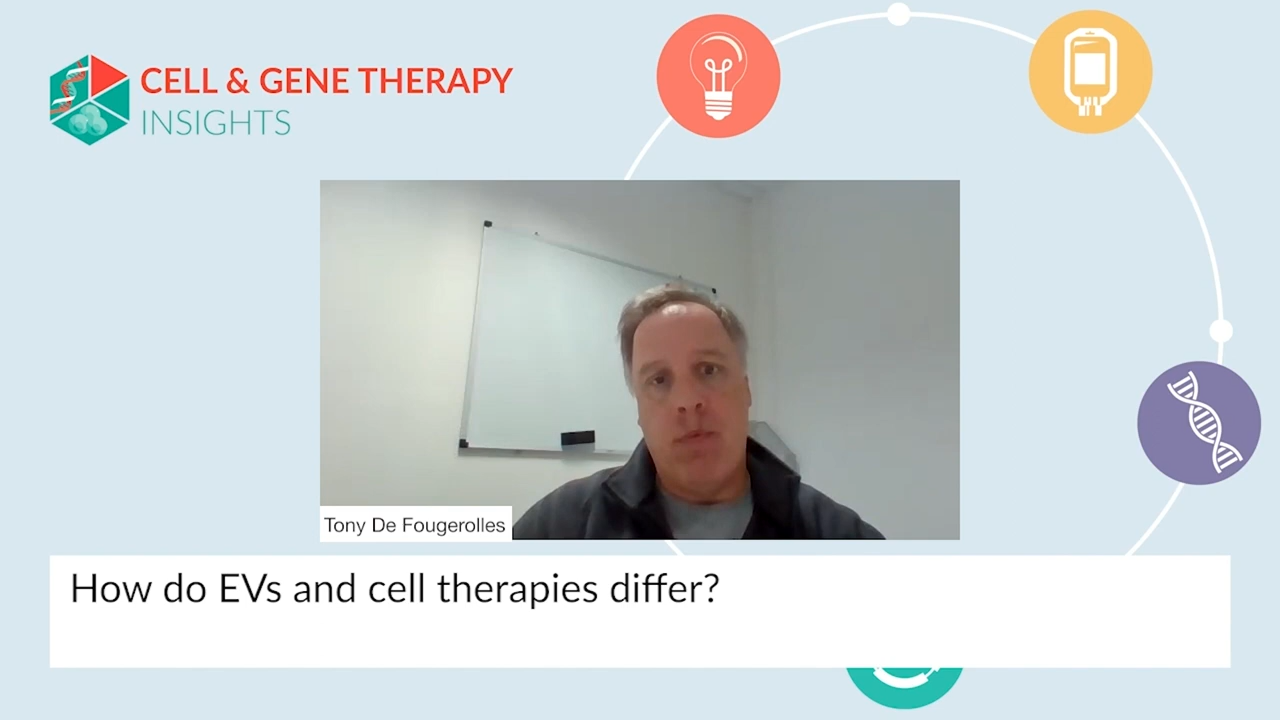 CELL & GENE THERAPY
INSIGHTS
Tony De Fougerolles
How do EVs and cell therapies differ?